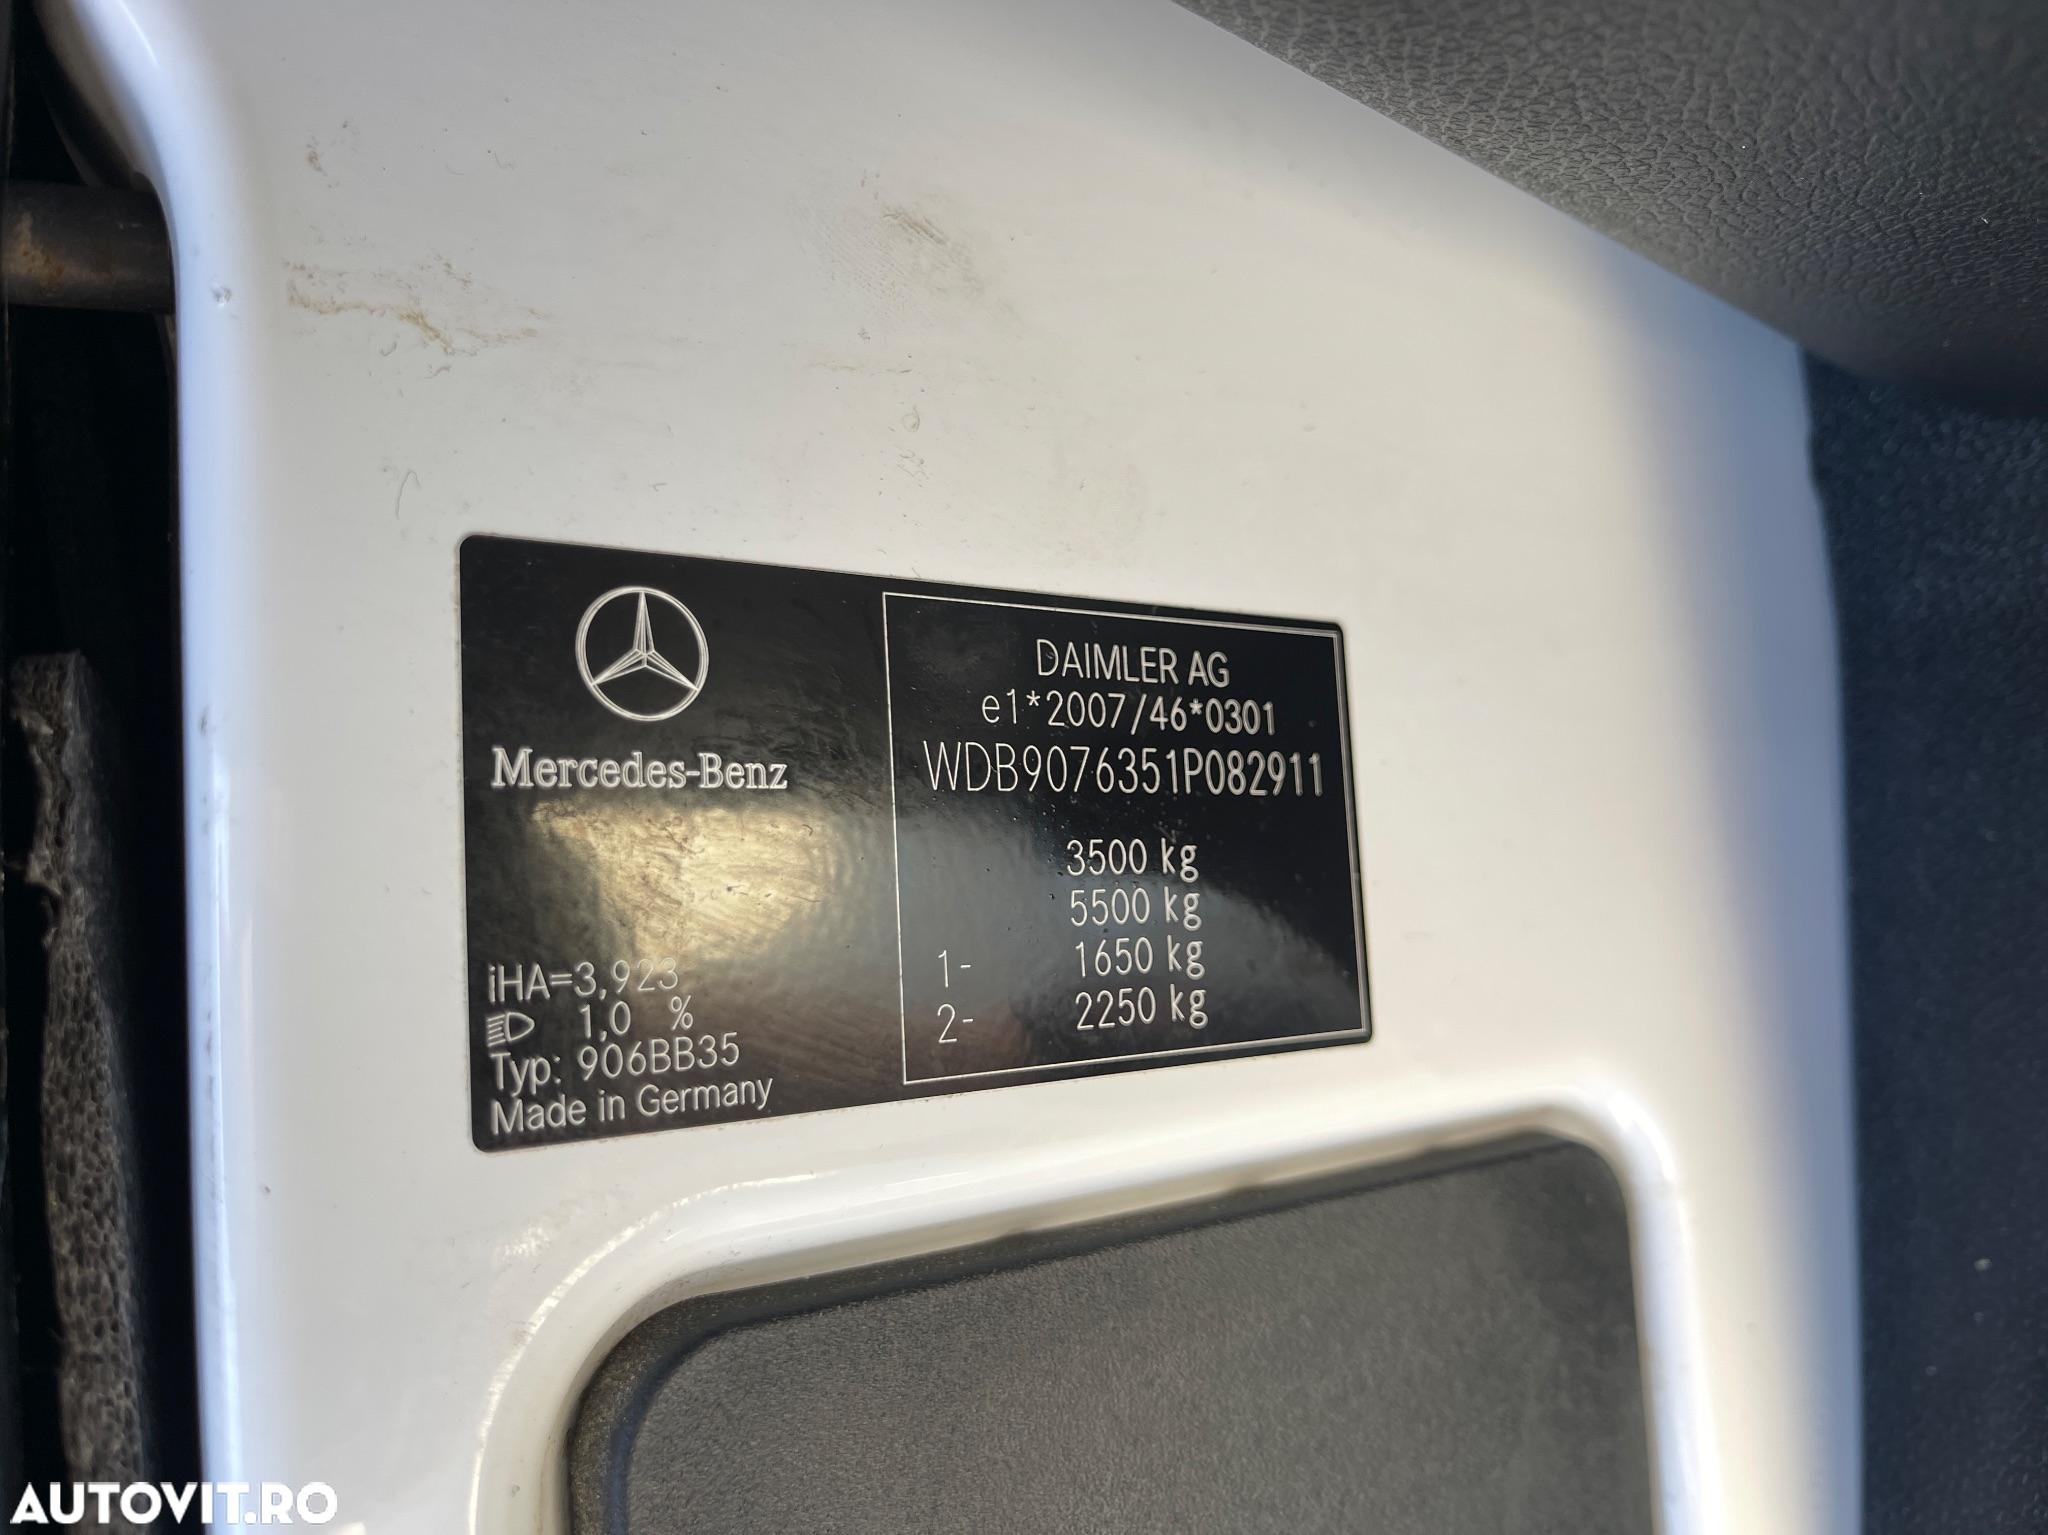 Mercedes-Benz
iHA=3,923
1,0 %
Typ: 906BB35
Made in Germany
DAIMLER AG
e1*2007/46*0301
WDB9076351P082911
3500 kg
5500 kg
1- 1650 kg
2- 2250 kg
AUTOVIT.RO